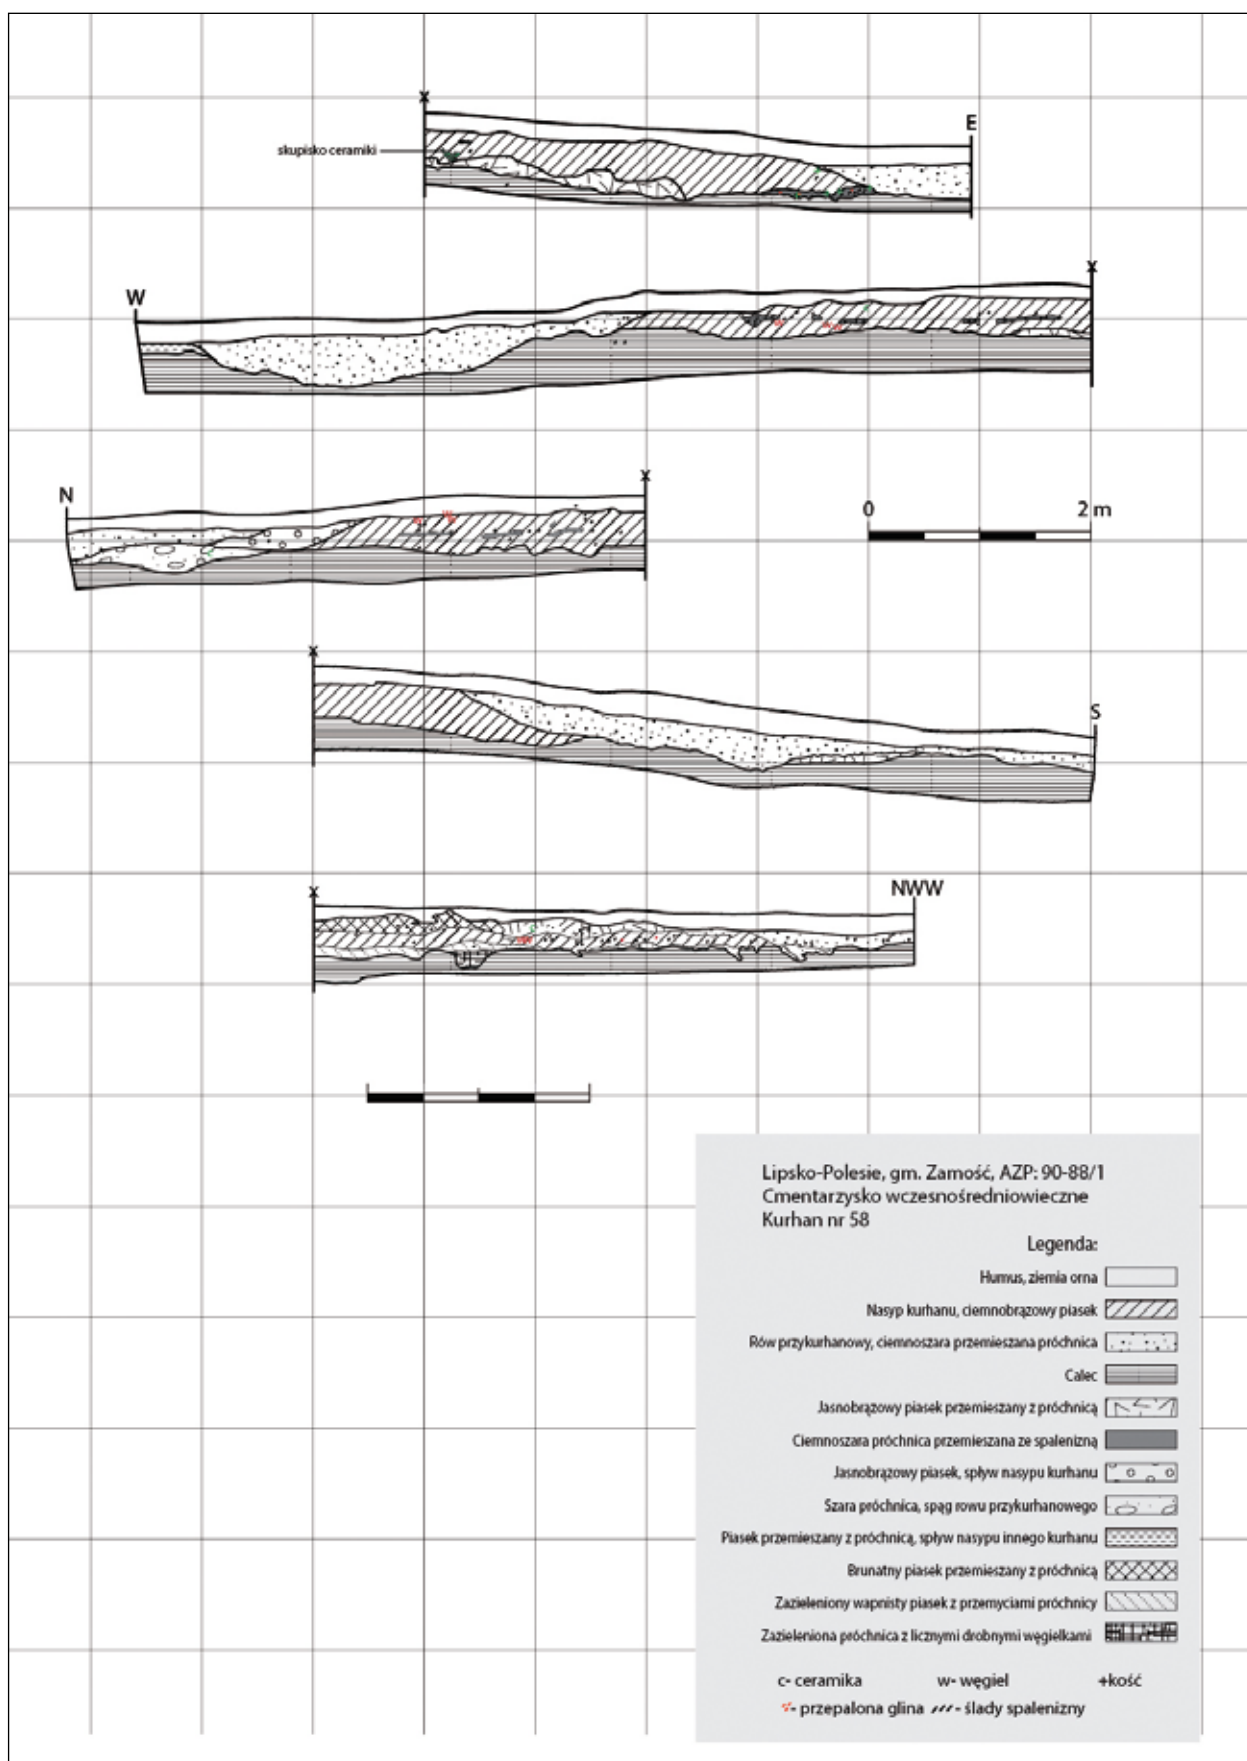 x
E
skupisko ceramiki
W
x
N
x
0 2 m
x
S
x
NWW
Lipsko-Polesie, gm. Zamość, AZP: 90-88/1
Cmentarzysko wczesnośredniowieczne
Kurhan nr 58
Legenda:
Humus, ziemia orna
Nasyp kurhanu, ciemnobrązowy piasek
Rów przykurhanowy, ciemnoszara przemieszana próchnica
Calec
Jasnobrązowy piasek przemieszany z próchnicą
Ciemnoszara próchnica przemieszana ze spalenizną
Jasnobrązowy piasek, spływ nasypu kurhanu
Szara próchnica, spąg rowu przykurhanowego
Piasek przemieszany z próchnicą, spływ nasypu innego kurhanu
Brunatny piasek przemieszany z próchnicą
Zazieleniony wapnisty piasek z przemyciami próchnicy
Zazieleniona próchnica z licznymi drobnymi węgielkami
c- ceramika w- węgiel +kość
- przepalona glina - ślady spalenizny